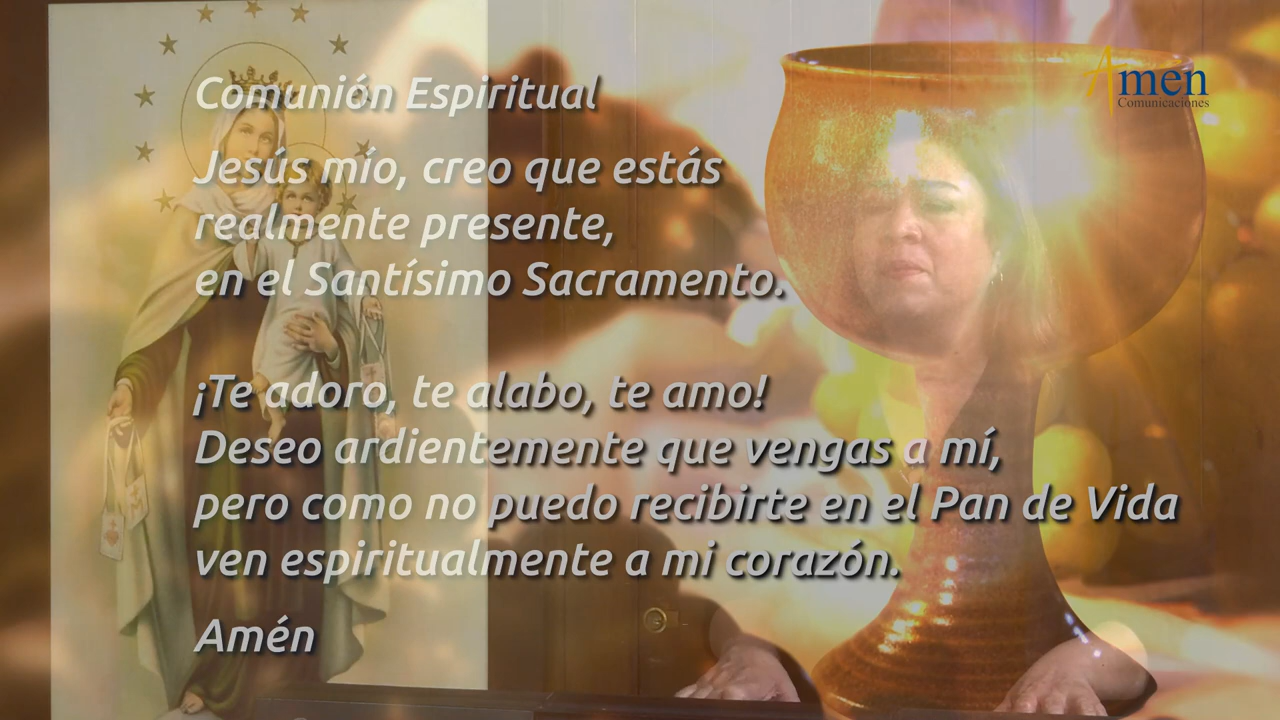 Amen
Comunicaciones
Comunión Espiritual
Jesús mío, creo que estás
realmente presente,
en el Santísimo Sacramento.
¡Te adoro, te alabo, te amo!
Deseo ardientemente que vengas a mí,
pero como no puedo recibirte en el Pan de Vida
ven espiritualmente a mi corazón.
Amén